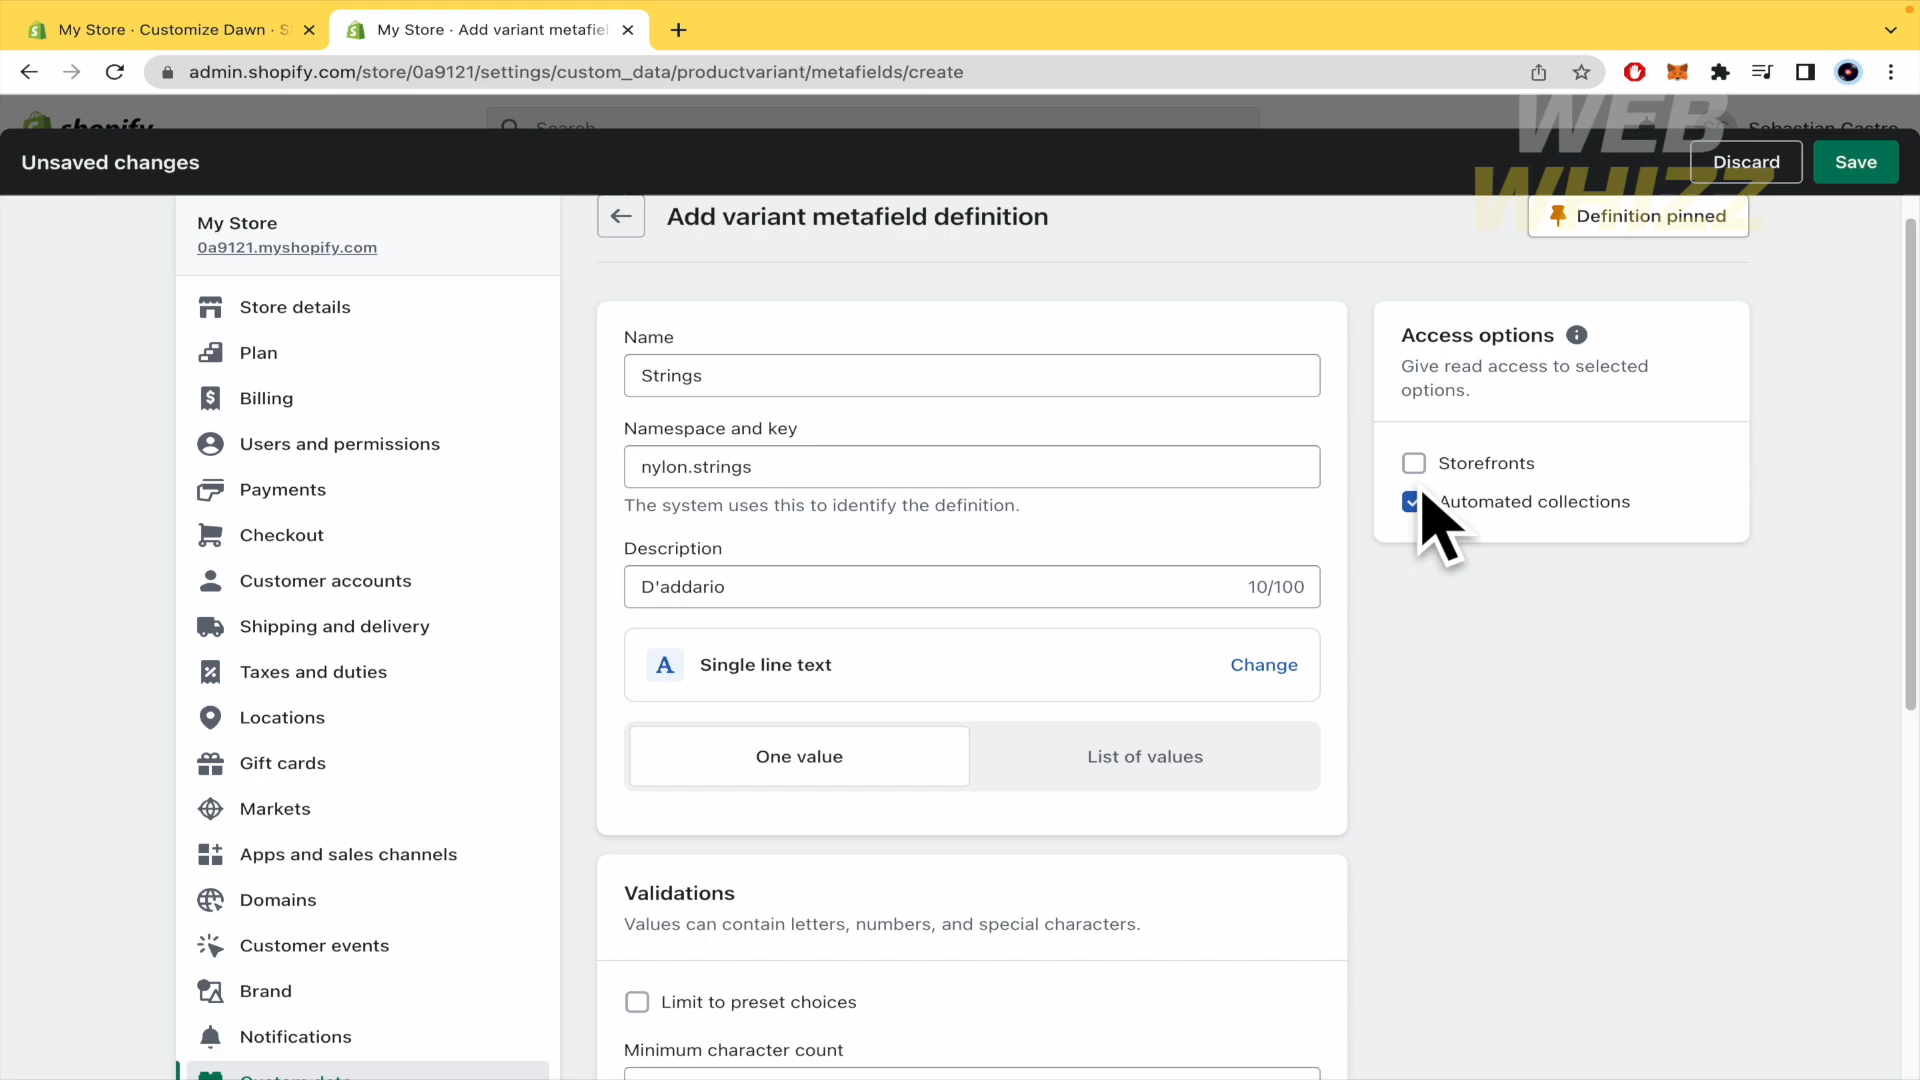 My Store · Customize Dawn · S
My Store · Add variant metafiel
admin.shopify.com/store/0a9121/settings/custom_data/productvariant/metafields/create
shopify
Search
Sebastian Castro
WEB
WHIZZ
Unsaved changes
Discard
Save
My Store
0a9121.myshopify.com
Store details
Plan
Billing
Users and permissions
Payments
Checkout
Customer accounts
Shipping and delivery
Taxes and duties
Locations
Gift cards
Markets
Apps and sales channels
Domains
Customer events
Brand
Notifications
Custom data
Add variant metafield definition
Definition pinned
Name
Strings
Namespace and key
nylon.strings
The system uses this to identify the definition.
Description
D'addario
10/100
A
Single line text
Change
One value
List of values
Validations
Values can contain letters, numbers, and special characters.
Limit to preset choices
Minimum character count
Access options
Give read access to selected
options.
Storefronts
Automated collections